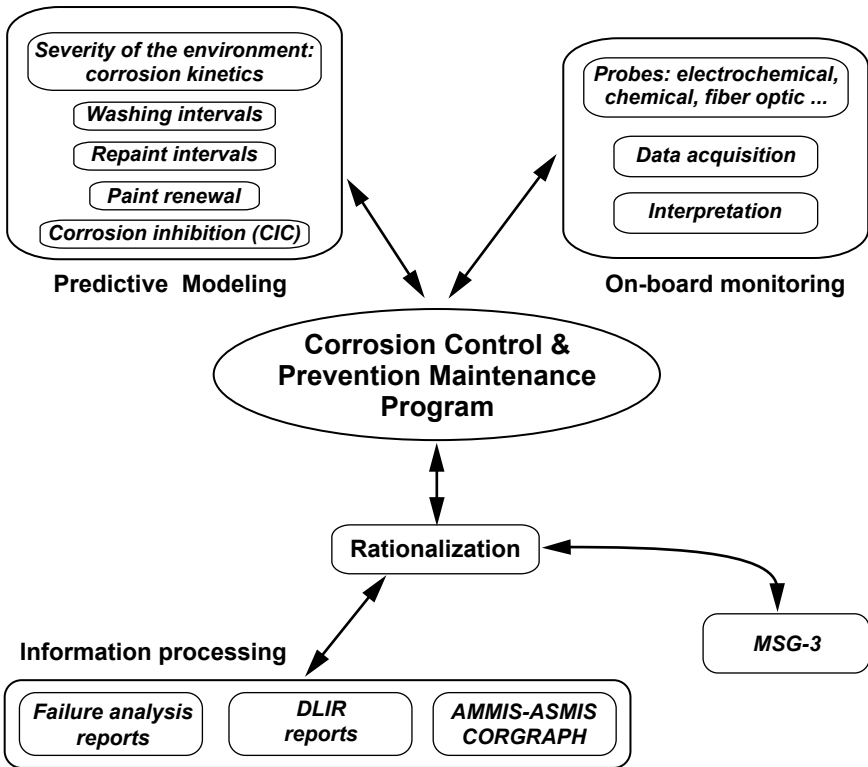 Severity of the environment:
corrosion kinetics
Washing intervals
Repaint intervals
Paint renewal
Corrosion inhibition (CIC)
Predictive Modeling
Probes: electrochemical,
chemical, fiber optic ...
Data acquisition
Interpretation
On-board monitoring
Corrosion Control &
Prevention Maintenance
Program
Rationalization
MSG-3
Information processing
Failure analysis
reports
DLIR
reports
AMMIS-ASMIS
CORGRAPH